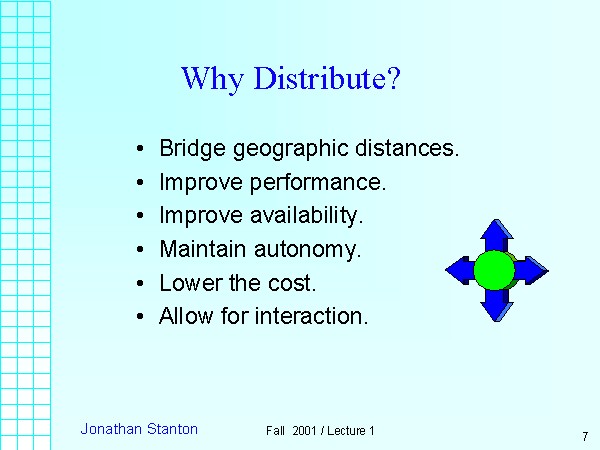 Why Distribute?
• Bridge geographic distances.
• Improve performance.
• Improve availability.
• Maintain autonomy.
• Lower the cost.
• Allow for interaction.
Jonathan Stanton
Fall 2001 / Lecture 1
7